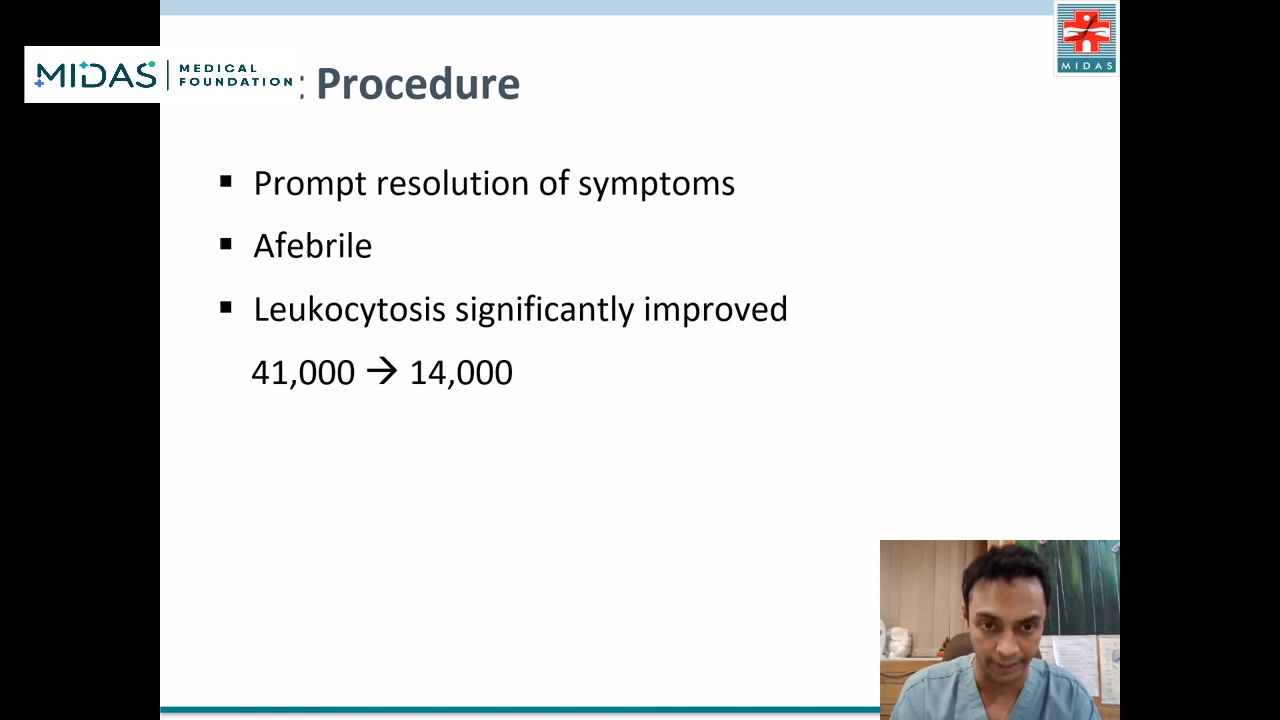 MIDAS MEDICAL FOUNDATION
: Procedure
MIDAS
▪ Prompt resolution of symptoms
▪ Afebrile
▪ Leukocytosis significantly improved
41,000 → 14,000